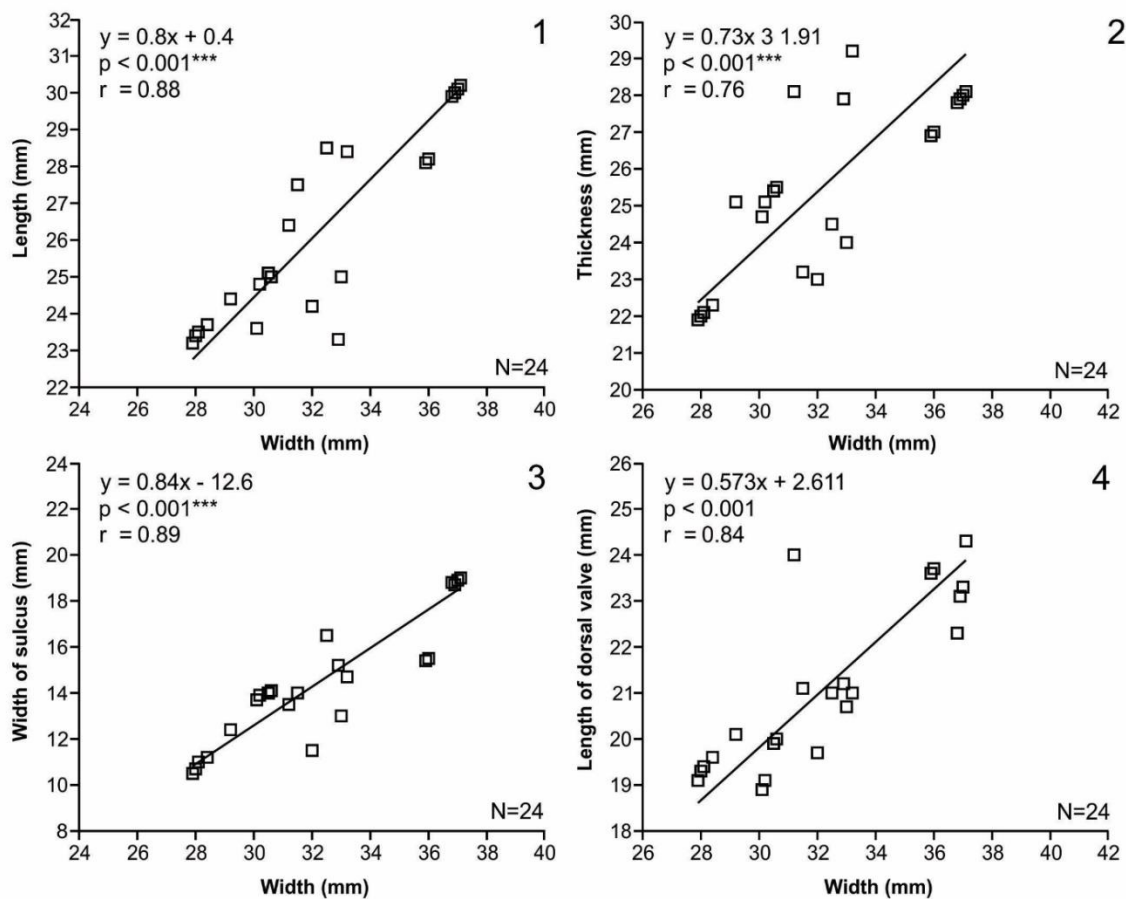 1
y = 0.8x + 0.4
p < 0.001***
r = 0.88
32
31
30
29
28
27
26
25
24
23
22
Length (mm)
N=24
24 26 28 30 32 34 36 38 40
Width (mm)
2
y = 0.73x 3 1.91
p < 0.001***
r = 0.76
30
29
28
27
26
25
24
23
22
21
20
Thickness (mm)
N=24
26 28 30 32 34 36 38 40 42
Width (mm)
3
y = 0.84x - 12.6
p < 0.001***
r = 0.89
24
22
20
18
16
14
12
10
8
Width of sulcus (mm)
N=24
24 26 28 30 32 34 36 38 40
Width (mm)
4
y = 0.573x + 2.611
p < 0.001
r = 0.84
26
25
24
23
22
21
20
19
18
Length of dorsal valve (mm)
N=24
26 28 30 32 34 36 38 40 42
Width (mm)